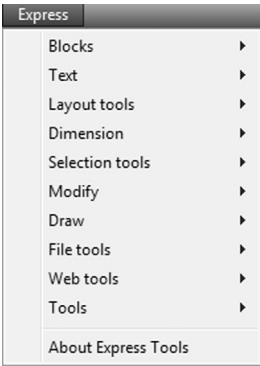 Express
Blocks
Text
Layout tools
Dimension
Selection tools
Modify
Draw
File tools
Web tools
Tools
About Express Tools